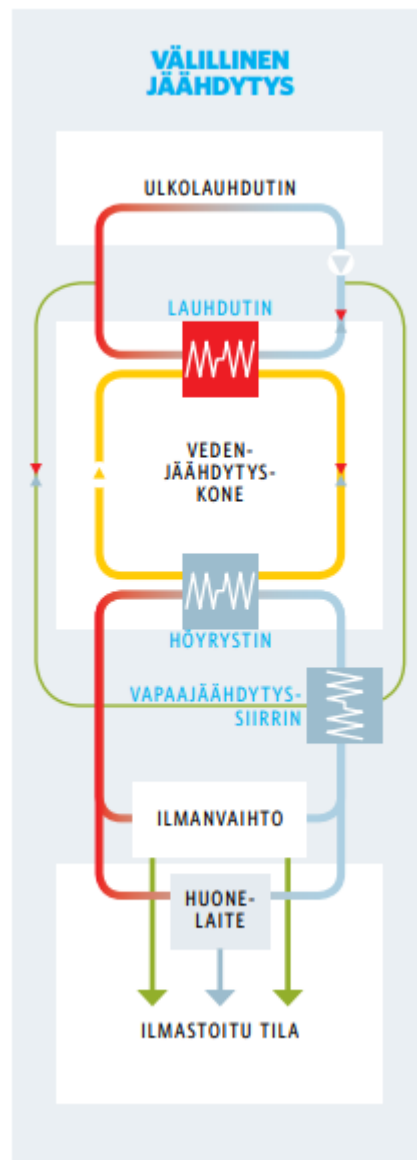 VÄLILLINEN
JÄÄHDYTYS
ULKOLAUHDUTIN
LAUHDUTIN
VEDEN-
JÄÄHDYTYS-
KONE
HÖYRYSTIN
VAPAAJÄÄHDYTYS-
SIIRRIN
ILMANVAIHTO
HUONE-
LAITE
ILMASTOITU TILA